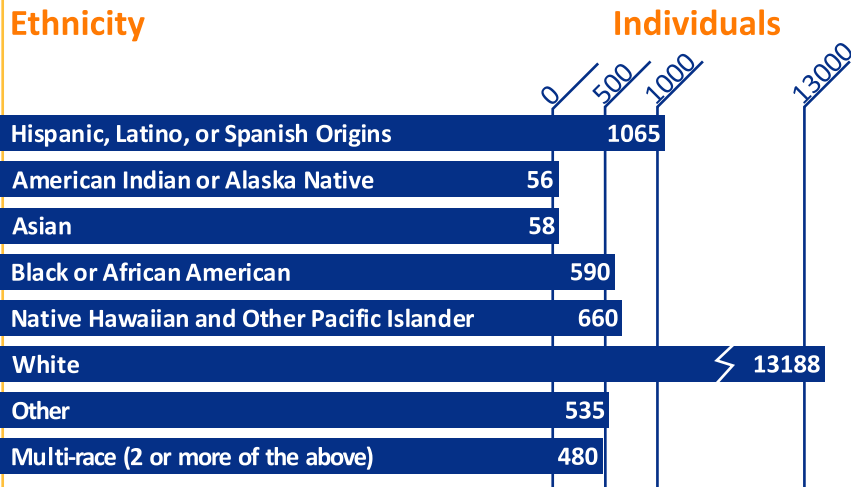 Ethnicity Individuals
0 500 1000 13000
Hispanic, Latino, or Spanish Origins 1065
American Indian or Alaska Native 56
Asian 58
Black or African American 590
Native Hawaiian and Other Pacific Islander 660
White 13188
Other 535
Multi-race (2 or more of the above) 480